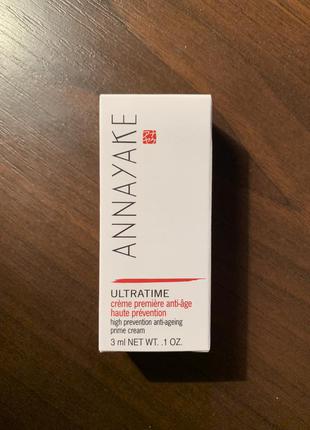 ANNAYAKE
ULTRATIME
crème première anti-âge
haute prévention
high prevention anti-ageing
prime cream
3 ml NET WT. .1 OZ.